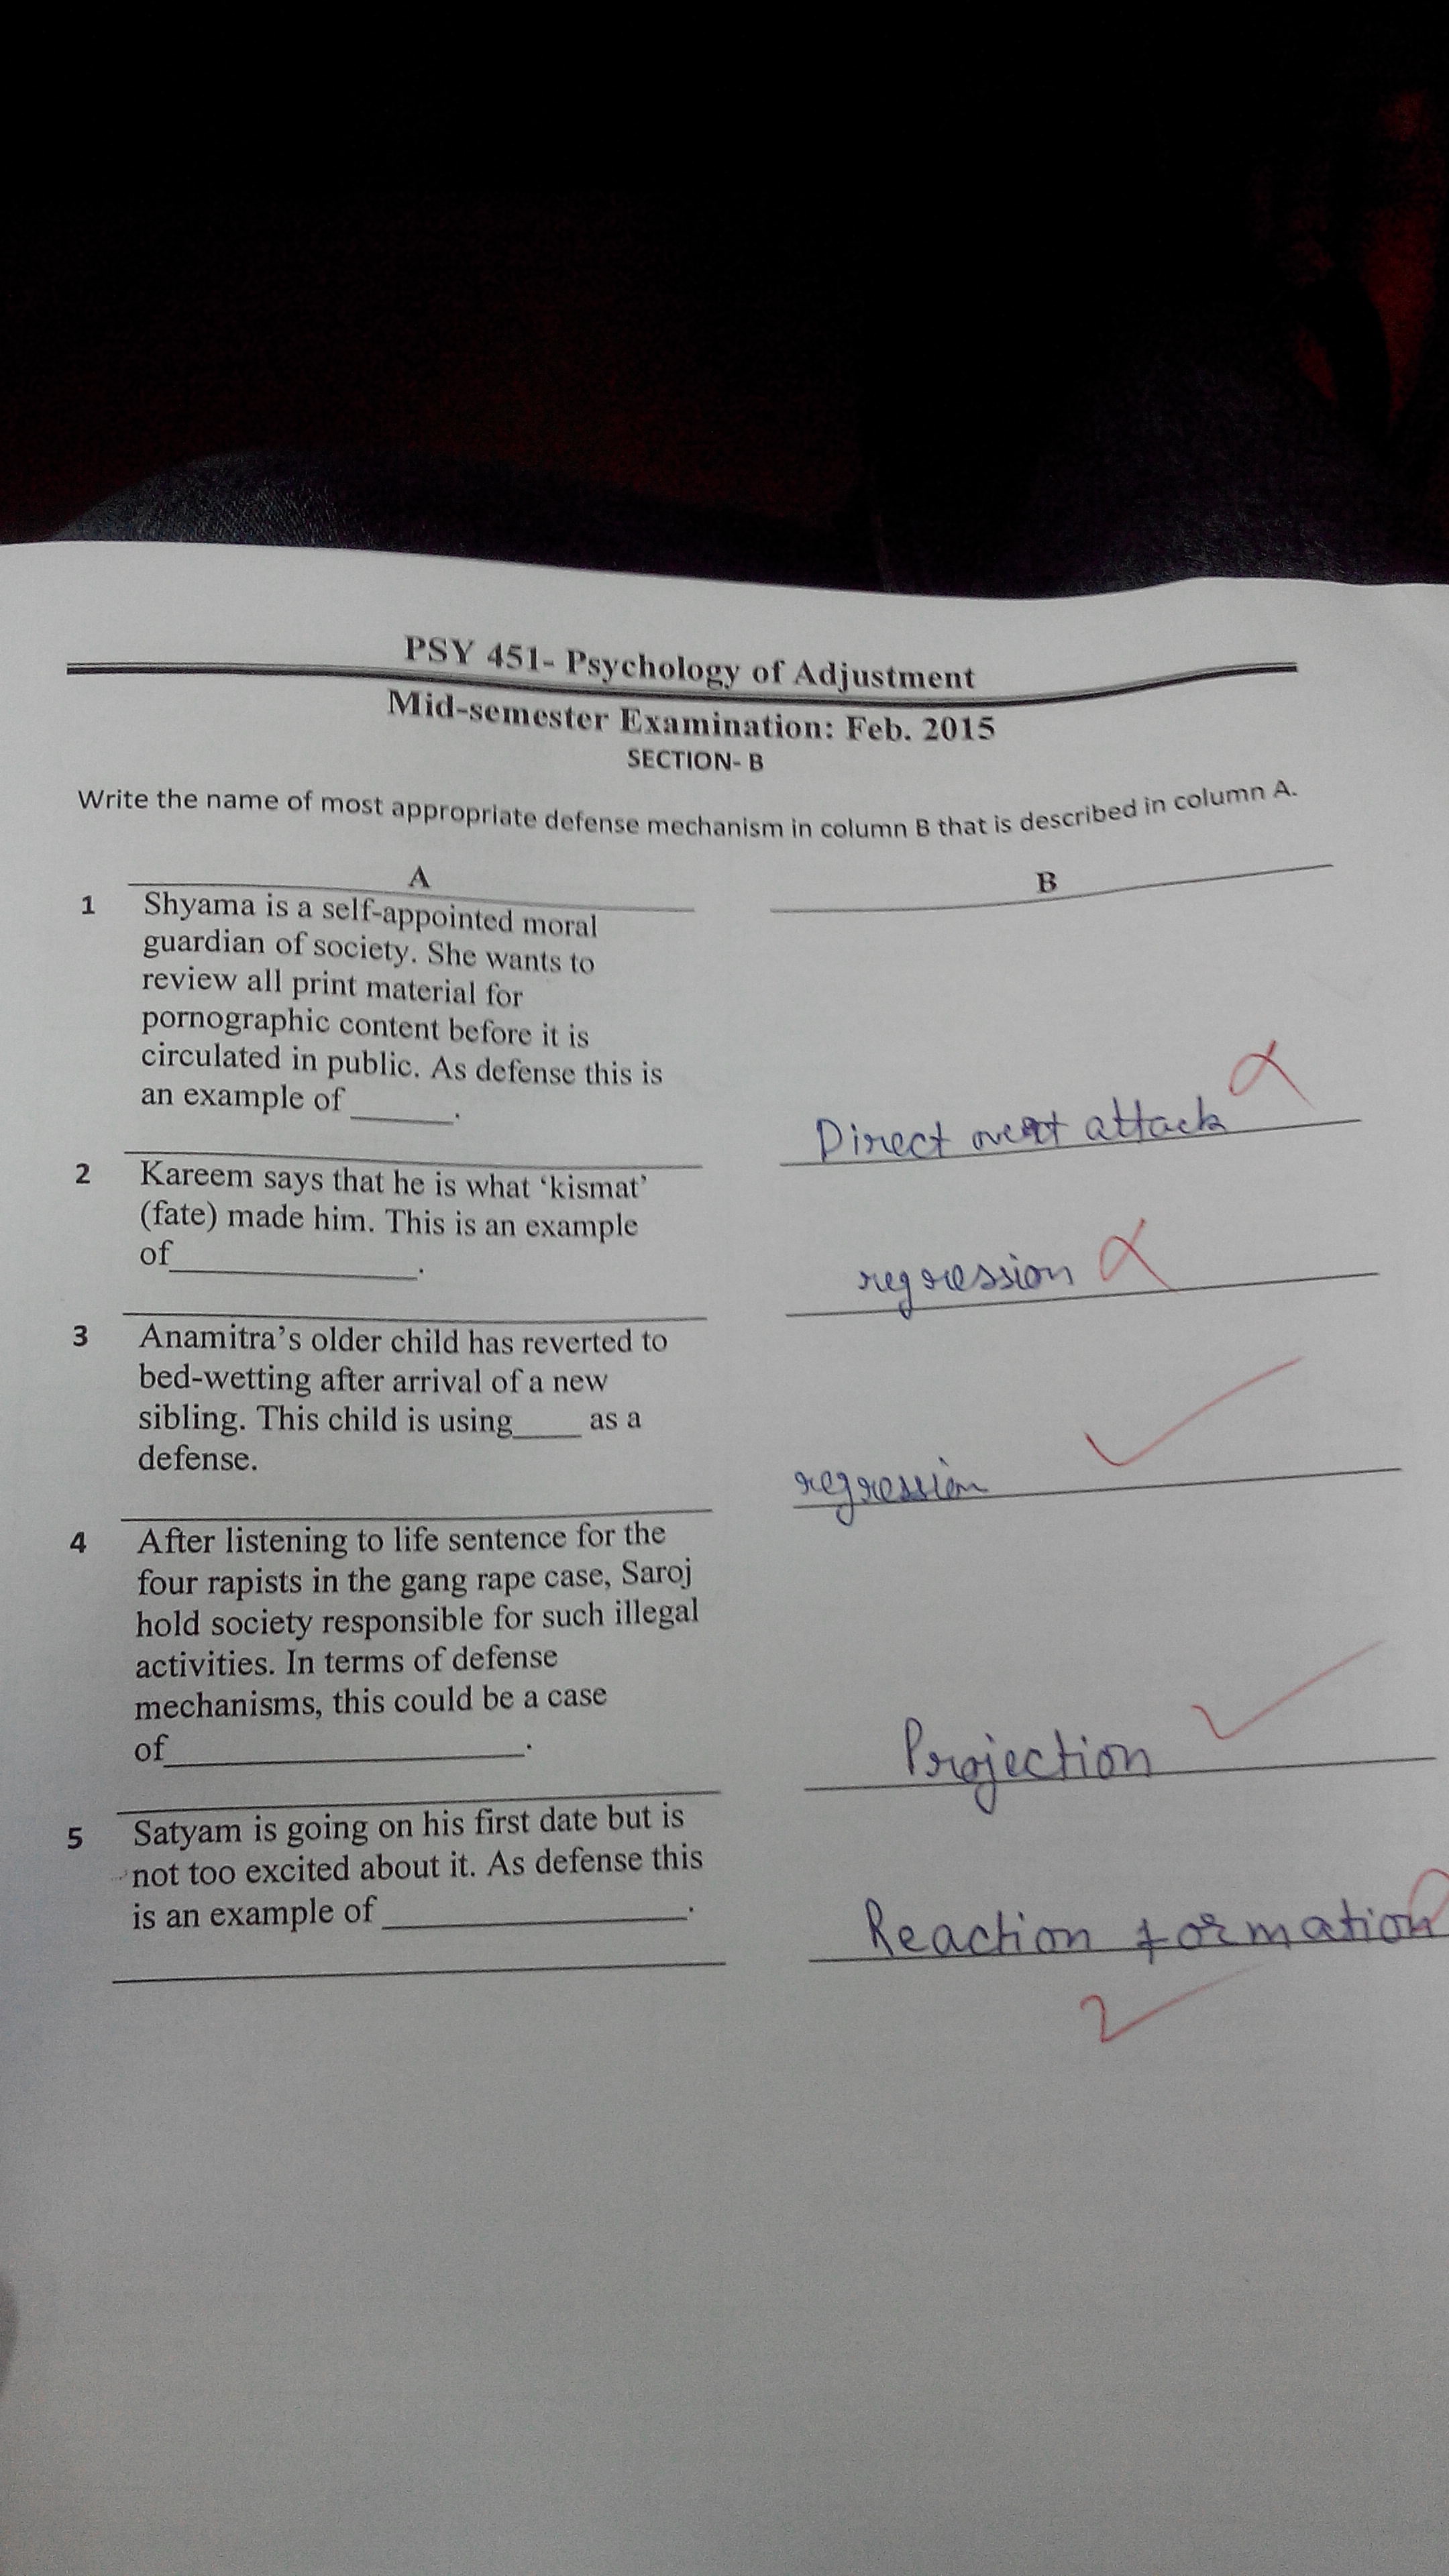 PSY 451- Psychology of Adjustment
Mid-semester Examination: Feb. 2015
SECTION- B
Write the name of most appropriate defense mechanism in column B that is described in column A.
A
B
1 Shyama is a self-appointed moral
guardian of society. She wants to
review all print material for
pornographic content before it is
circulated in public. As defense this is
an example of ______.
Direct overt attack
2 Kareem says that he is what ‘kismat’
(fate) made him. This is an example
of______________.
regression
3 Anamitra’s older child has reverted to
bed-wetting after arrival of a new
sibling. This child is using____ as a
defense.
regression
4 After listening to life sentence for the
four rapists in the gang rape case, Saroj
hold society responsible for such illegal
activities. In terms of defense
mechanisms, this could be a case
of____________________.
Projection
5 Satyam is going on his first date but is
not too excited about it. As defense this
is an example of _________________.
Reaction formation